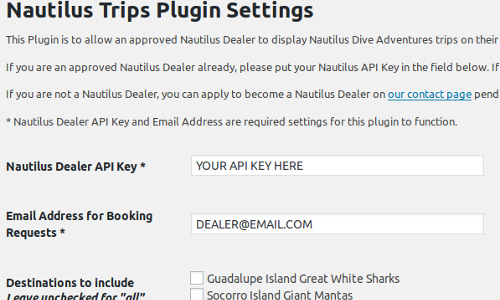 Nautilus Trips Plugin Settings
This Plugin is to allow an approved Nautilus Dealer to display Nautilus Dive Adventures trips on their
If you are an approved Nautilus Dealer already, please put your Nautilus API Key in the field below. If
If you are not a Nautilus Dealer, you can apply to become a Nautilus Dealer on our contact page pend
* Nautilus Dealer API Key and Email Address are required settings for this plugin to function.
Nautilus Dealer API Key * YOUR API KEY HERE
Email Address for Booking
Requests * DEALER@EMAIL.COM
Destinations to include Guadalupe Island Great White Sharks
Leave unchecked for "all" Socorro Island Giant Mantas